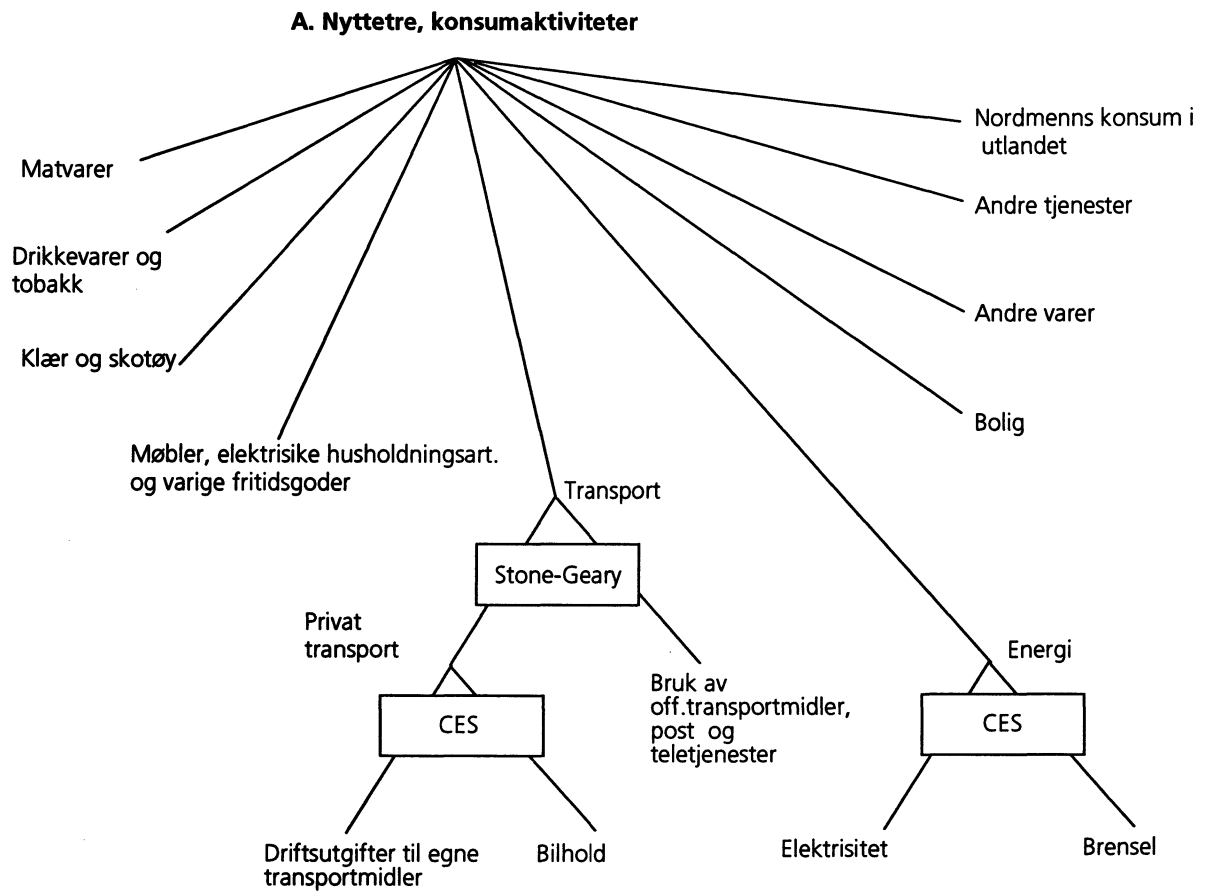 A. Nyttetre, konsumaktiviteter
Nordmenns konsum i
utlandet
Matvarer
Andre tjenester
Drikkevarer og
tobakk
Andre varer
Klær og skotøy
Bolig
Møbler, elektrisike husholdningsart.
og varige fritidsgoder
Transport
Stone-Geary
Privat
transport
Energi
Bruk av
off.transportmidler,
post og
teletjenester
CES
CES
Driftsutgifter til egne
transportmidler
Bilhold
Elektrisitet
Brensel